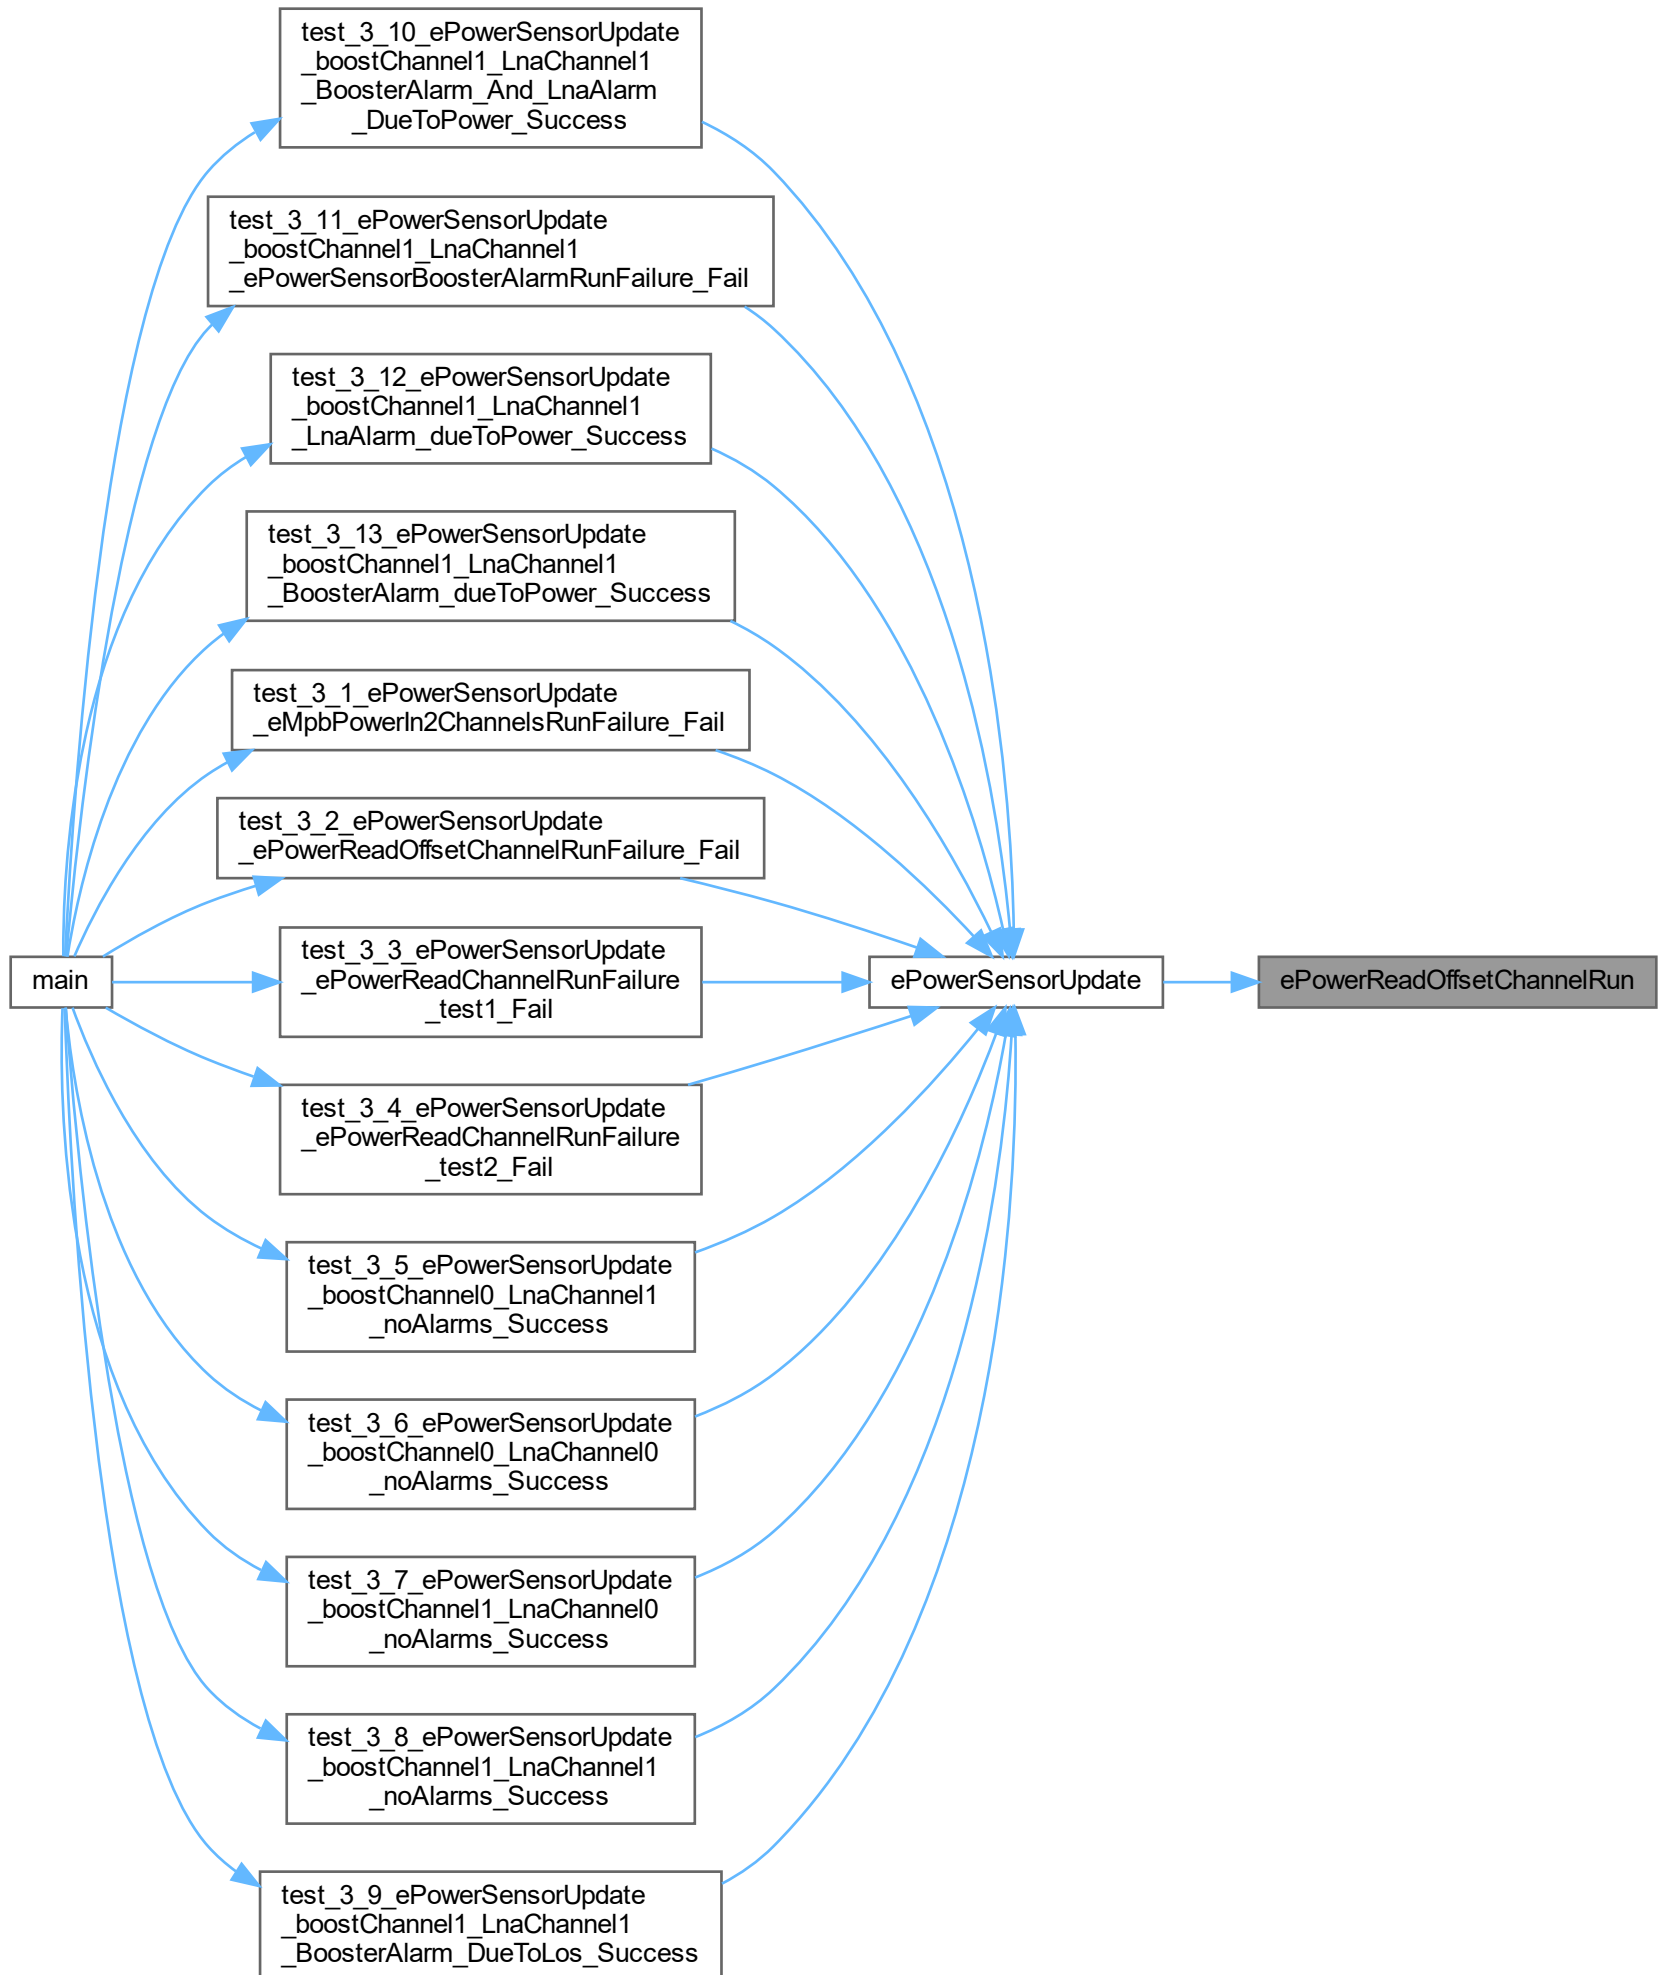 test_3_10_ePowerSensorUpdate
_boostChannel1_LnaChannel1
_BoosterAlarm_And_LnaAlarm
_DueToPower_Success
test_3_11_ePowerSensorUpdate
_boostChannel1_LnaChannel1
_ePowerSensorBoosterAlarmRunFailure_Fail
test_3_12_ePowerSensorUpdate
_boostChannel1_LnaChannel1
_LnaAlarm_dueToPower_Success
test_3_13_ePowerSensorUpdate
_boostChannel1_LnaChannel1
_BoosterAlarm_dueToPower_Success
test_3_1_ePowerSensorUpdate
_eMpbPowerIn2ChannelsRunFailure_Fail
test_3_2_ePowerSensorUpdate
_ePowerReadOffsetChannelRunFailure_Fail
test_3_3_ePowerSensorUpdate
_ePowerReadChannelRunFailure
_test1_Fail
main
ePowerSensorUpdate
ePowerReadOffsetChannelRun
test_3_4_ePowerSensorUpdate
_ePowerReadChannelRunFailure
_test2_Fail
test_3_5_ePowerSensorUpdate
_boostChannel0_LnaChannel1
_noAlarms_Success
test_3_6_ePowerSensorUpdate
_boostChannel0_LnaChannel0
_noAlarms_Success
test_3_7_ePowerSensorUpdate
_boostChannel1_LnaChannel0
_noAlarms_Success
test_3_8_ePowerSensorUpdate
_boostChannel1_LnaChannel1
_noAlarms_Success
test_3_9_ePowerSensorUpdate
_boostChannel1_LnaChannel1
_BoosterAlarm_DueToLos_Success